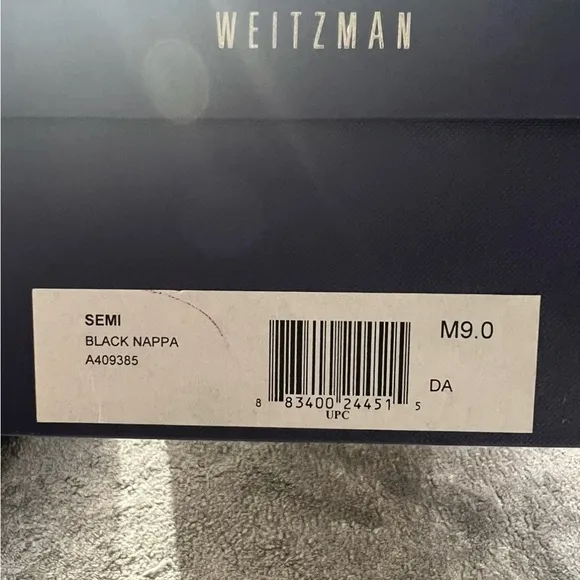 WEITZMAN
SEMI
BLACK NAPPA
A409385
M9.0
DA
8 83400 24451 5
UPC